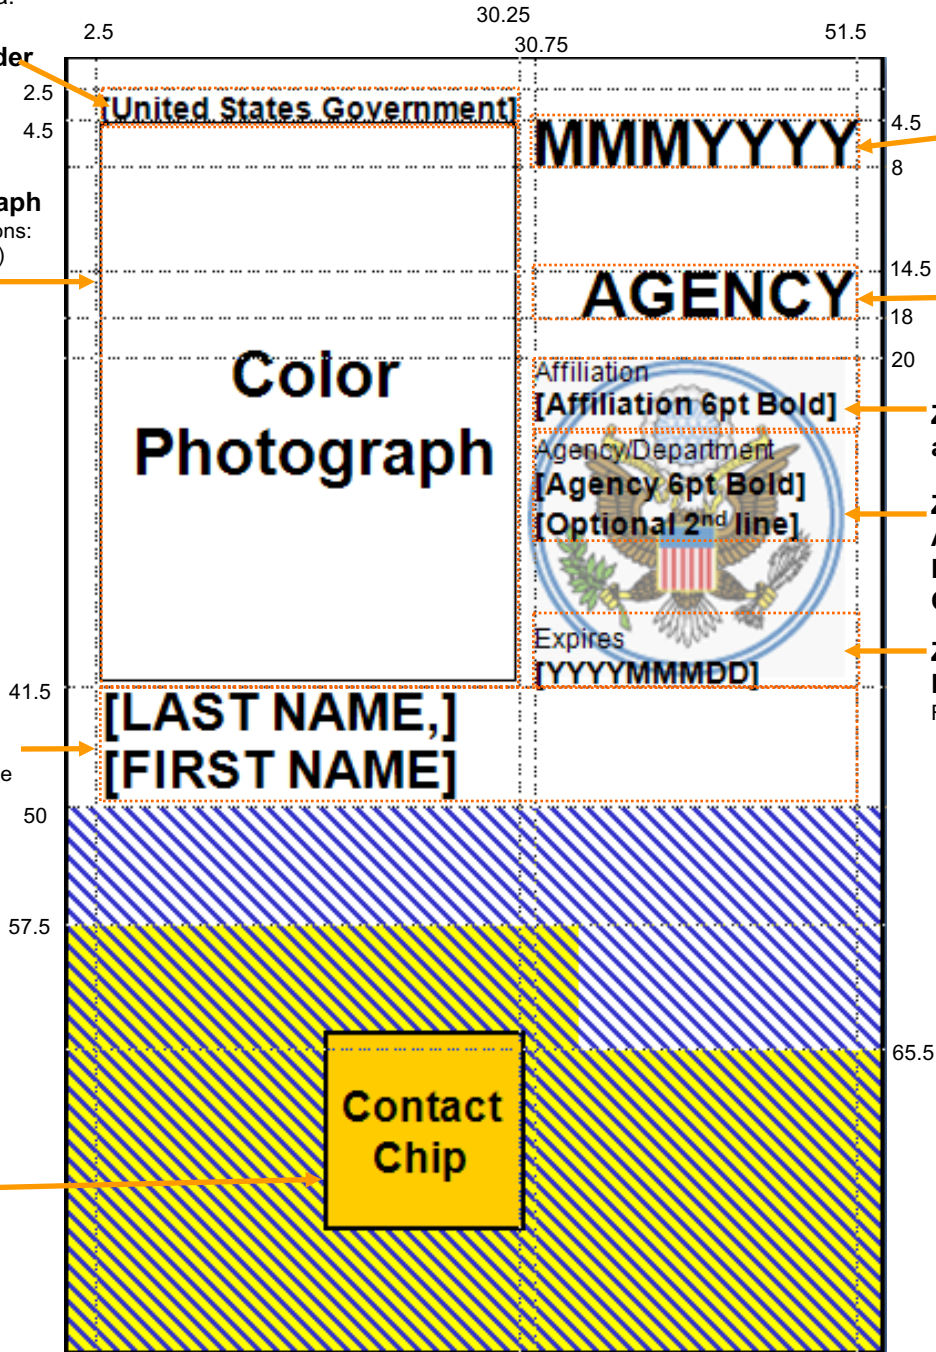 a.
30.25
2.5
51.5
30.75
der
2.5
[United States Government]
4.5
MMMYYYY
4.5
8
raph
ons:
)
14.5
AGENCY
18
20
Color
Photograph
Affiliation
[Affiliation 6pt Bold]
Z
a
Agency/Department
[Agency 6pt Bold]
[Optional 2nd line]
Z
A
Expires
[YYYYMMMDD]
Z
41.5
[LAST NAME,]
[FIRST NAME]
e
50
57.5
65.5
Contact
Chip